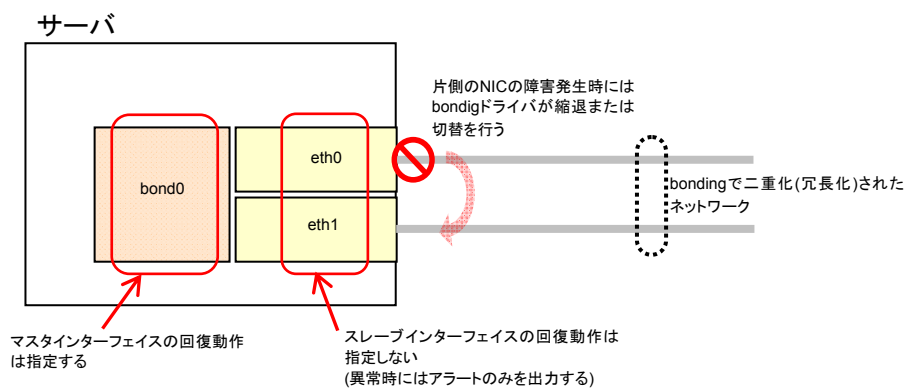 サーバ
片側のNICの障害発生時には
bondigドライバが縮退または
切替を行う
eth0
bond0
eth1
bondingで二重化(冗長化)された
ネットワーク
マスタインターフェイスの回復動作
は指定する
スレーブインターフェイスの回復動作は
指定しない
(異常時にはアラートのみを出力する)